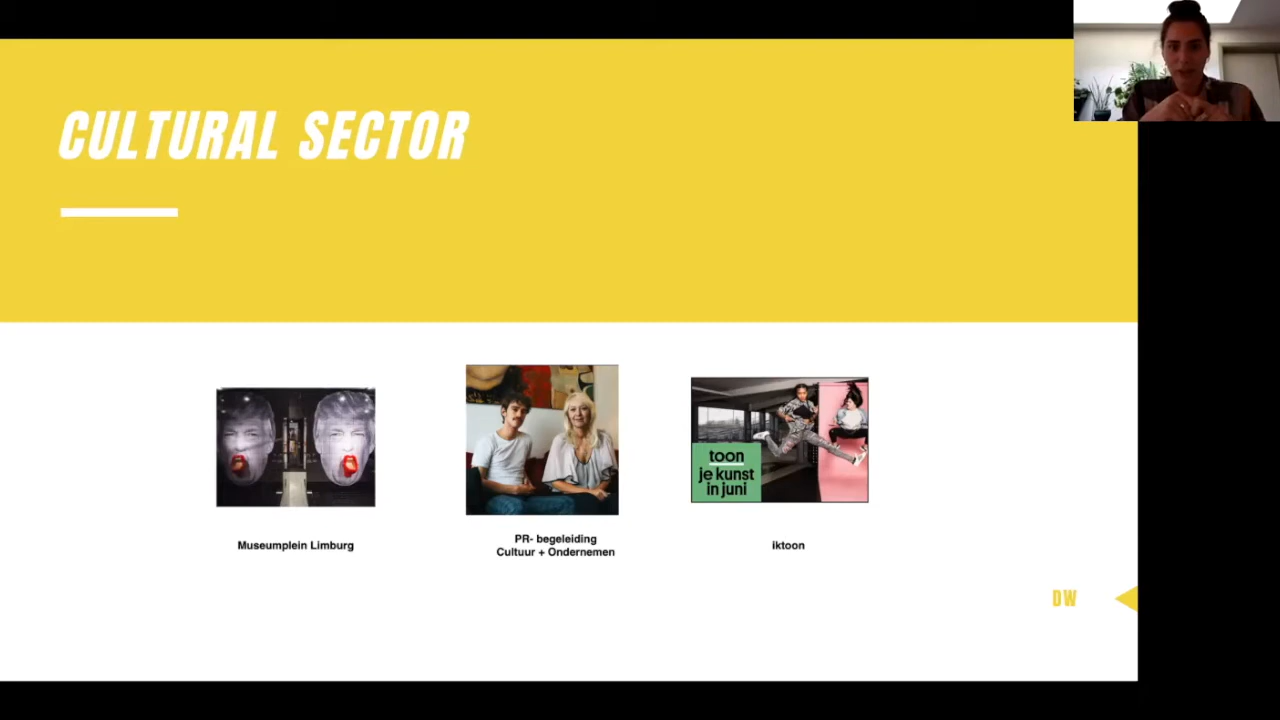 CULTURAL SECTOR
toon
je kunst
in juni
Museumplein Limburg
PR- begeleiding
Cultuur + Ondernemen
iktoon
DW